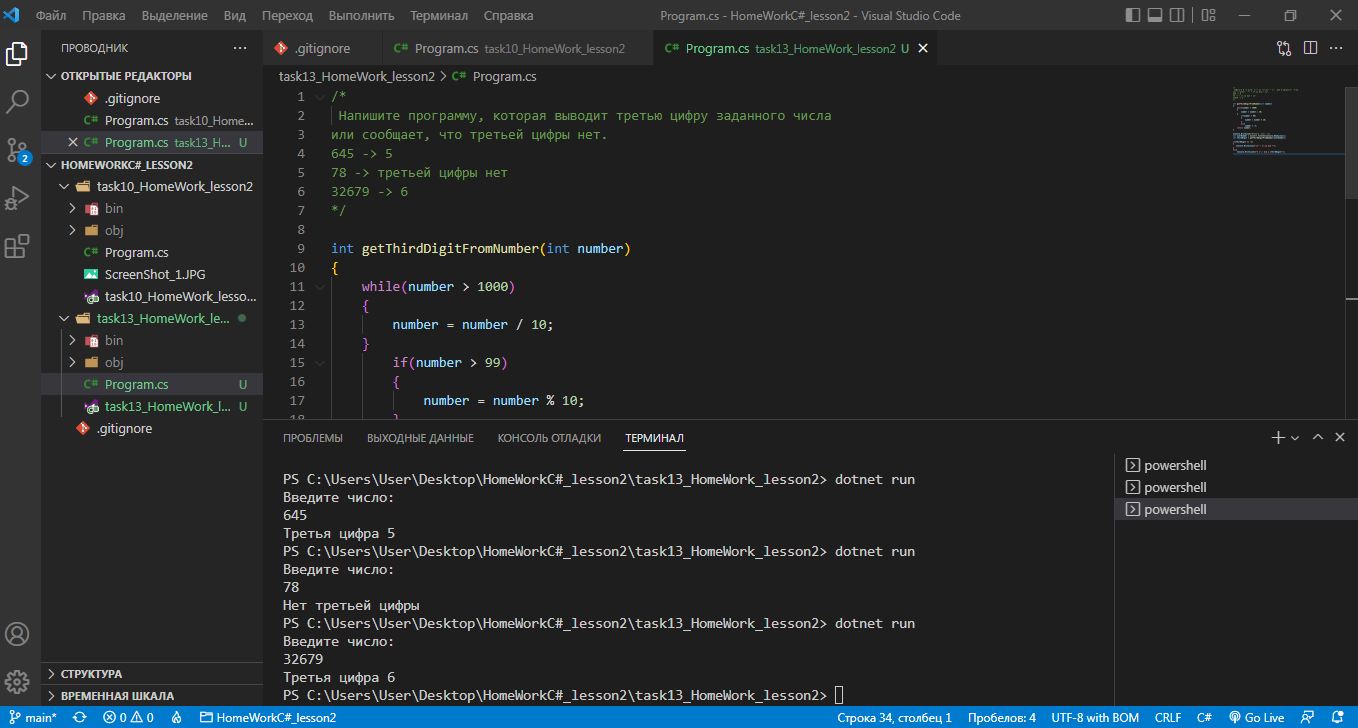 Файл Правка Выделение Вид Переход Выполнить Терминал Справка Program.cs - HomeWorkC#_lesson2 - Visual Studio Code
ПРОВОДНИК ...
ОТКРЫТЫЕ РЕДАКТОРЫ
.gitignore
C# Program.cs task10_Home...
C# Program.cs task13_H... U
HOMEWORKC#_LESSON2
task10_HomeWork_lesson2
bin
obj
C# Program.cs
ScreenShot_1.JPG
task10_HomeWork_lesso...
task13_HomeWork_le...
bin
obj
C# Program.cs U
task13_HomeWork_l... U
.gitignore
СТРУКТУРА
ВРЕМЕННАЯ ШКАЛА
2
.gitignore
C# Program.cs task10_HomeWork_lesson2
C# Program.cs task13_HomeWork_lesson2 U
task13_HomeWork_lesson2 > C# Program.cs
1 /*
2 Напишите программу, которая выводит третью цифру заданного числа
3 или сообщает, что третьей цифры нет.
4 645 -> 5
5 78 -> третьей цифры нет
6 32679 -> 6
7 */
8
9 int getThirdDigitFromNumber(int number)
10 {
11 while(number > 1000)
12 {
13 number = number / 10;
14 }
15 if(number > 99)
16 {
17 number = number % 10;
18 }
ПРОБЛЕМЫ ВЫХОДНЫЕ ДАННЫЕ КОНСОЛЬ ОТЛАДКИ ТЕРМИНАЛ
PS C:\Users\User\Desktop\HomeWorkC#_lesson2\task13_HomeWork_lesson2> dotnet run
Введите число:
645
Третья цифра 5
PS C:\Users\User\Desktop\HomeWorkC#_lesson2\task13_HomeWork_lesson2> dotnet run
Введите число:
78
Нет третьей цифры
PS C:\Users\User\Desktop\HomeWorkC#_lesson2\task13_HomeWork_lesson2> dotnet run
Введите число:
32679
Третья цифра 6
PS C:\Users\User\Desktop\HomeWorkC#_lesson2\task13_HomeWork_lesson2>
powershell
powershell
powershell
main* 0 0 HomeWorkC#_lesson2 Строка 34, столбец 1 Пробелов: 4 UTF-8 with BOM CRLF C# Go Live